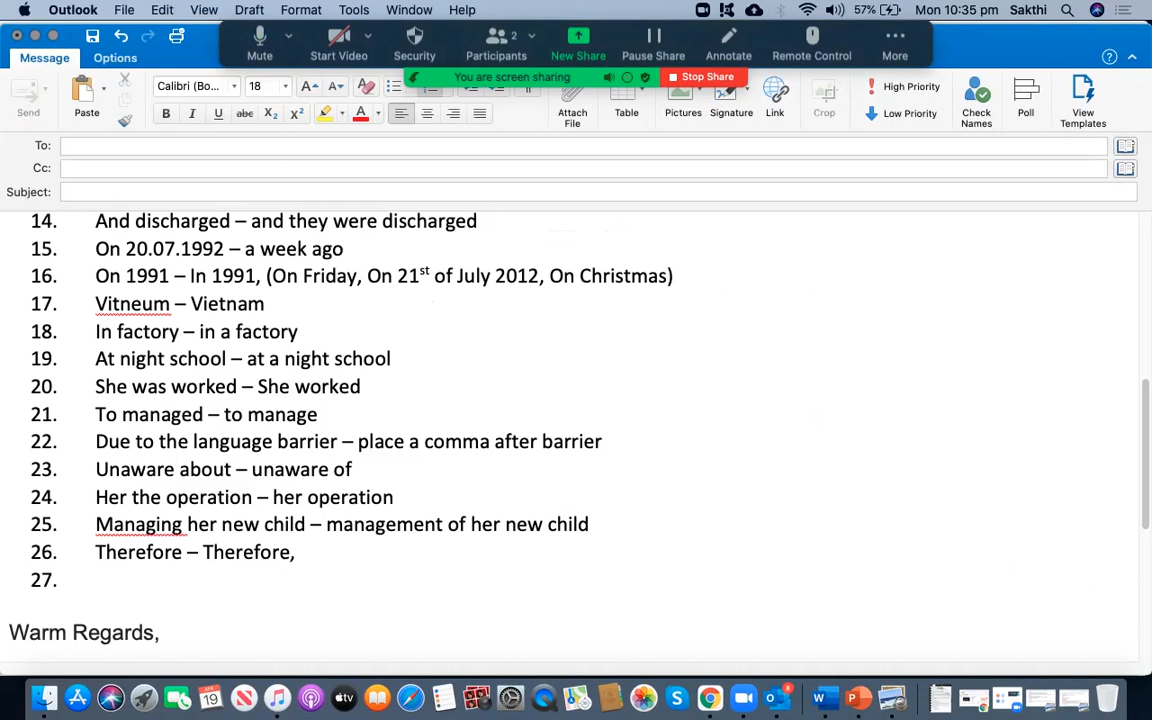 Outlook File Edit View Draft Format Tools Window Help 57% Mon 10:35 pm Sakthi
Mute Start Video Security Participants 2 New Share Pause Share Annotate Remote Control More
You are screen sharing Stop Share
Message Options
Send Paste Calibri (Bo... 18 A A
B I U abc X2 X2 A
Attach File Table Pictures Signature Link Crop High Priority Low Priority Check Names Poll View Templates
To:
Cc:
Subject:
14. And discharged – and they were discharged
15. On 20.07.1992 – a week ago
16. On 1991 – In 1991, (On Friday, On 21st of July 2012, On Christmas)
17. Vitneum – Vietnam
18. In factory – in a factory
19. At night school – at a night school
20. She was worked – She worked
21. To managed – to manage
22. Due to the language barrier – place a comma after barrier
23. Unaware about – unaware of
24. Her the operation – her operation
25. Managing her new child – management of her new child
26. Therefore – Therefore,
27.
Warm Regards,